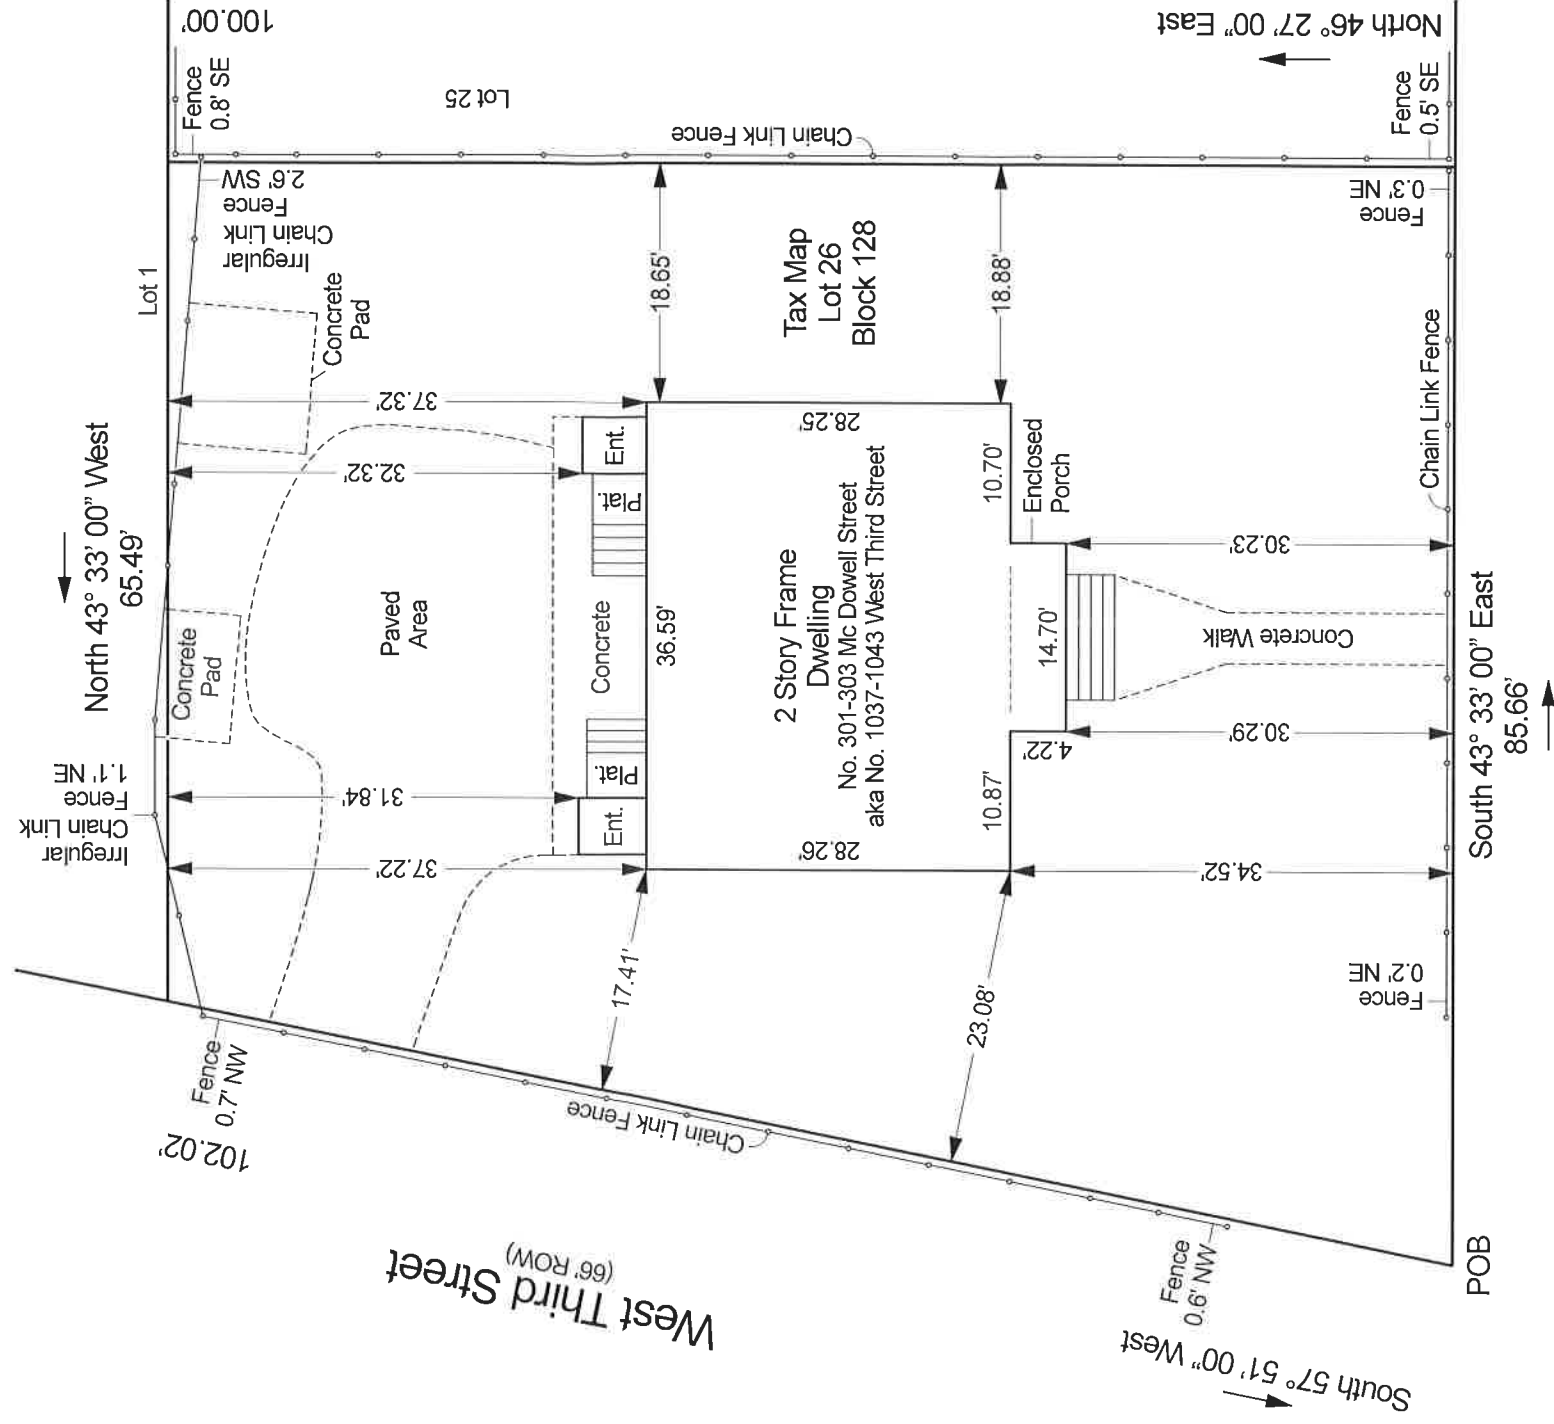 100.00'
North 46° 27' 00" East
Fence
0.8' SE
Lot 25
Chain Link Fence
Fence
0.5' SE
Lot 1
2.6' SW
Fence
Irregular
Chain Link
Concrete
Pad
North 43° 33' 00" West
65.49'
37.32'
32.32'
18.65'
Tax Map
Lot 26
Block 128
18.88'
Fence
0.3' NE
Chain Link Fence
Ent.
Plat.
28.25'
10.70'
Enclosed
Porch
30.23'
Concrete
Pad
Paved
Area
Concrete
36.59'
2 Story Frame
Dwelling
No. 301-303 Mc Dowell Street
aka No. 1037-1043 West Third Street
14.70'
Concrete Walk
South 43° 33' 00" East
85.66'
Irregular
Chain Link
Fence
1.1' NE
31.84'
37.22'
Plat.
Ent.
28.26'
10.87'
4.22'
30.29'
34.52'
17.41'
23.08'
Fence
0.2' NE
Fence
0.7' NW
102.02'
Chain Link Fence
West Third Street
(66' ROW)
Fence
0.6' NW
POB
South 57° 51' 00" West